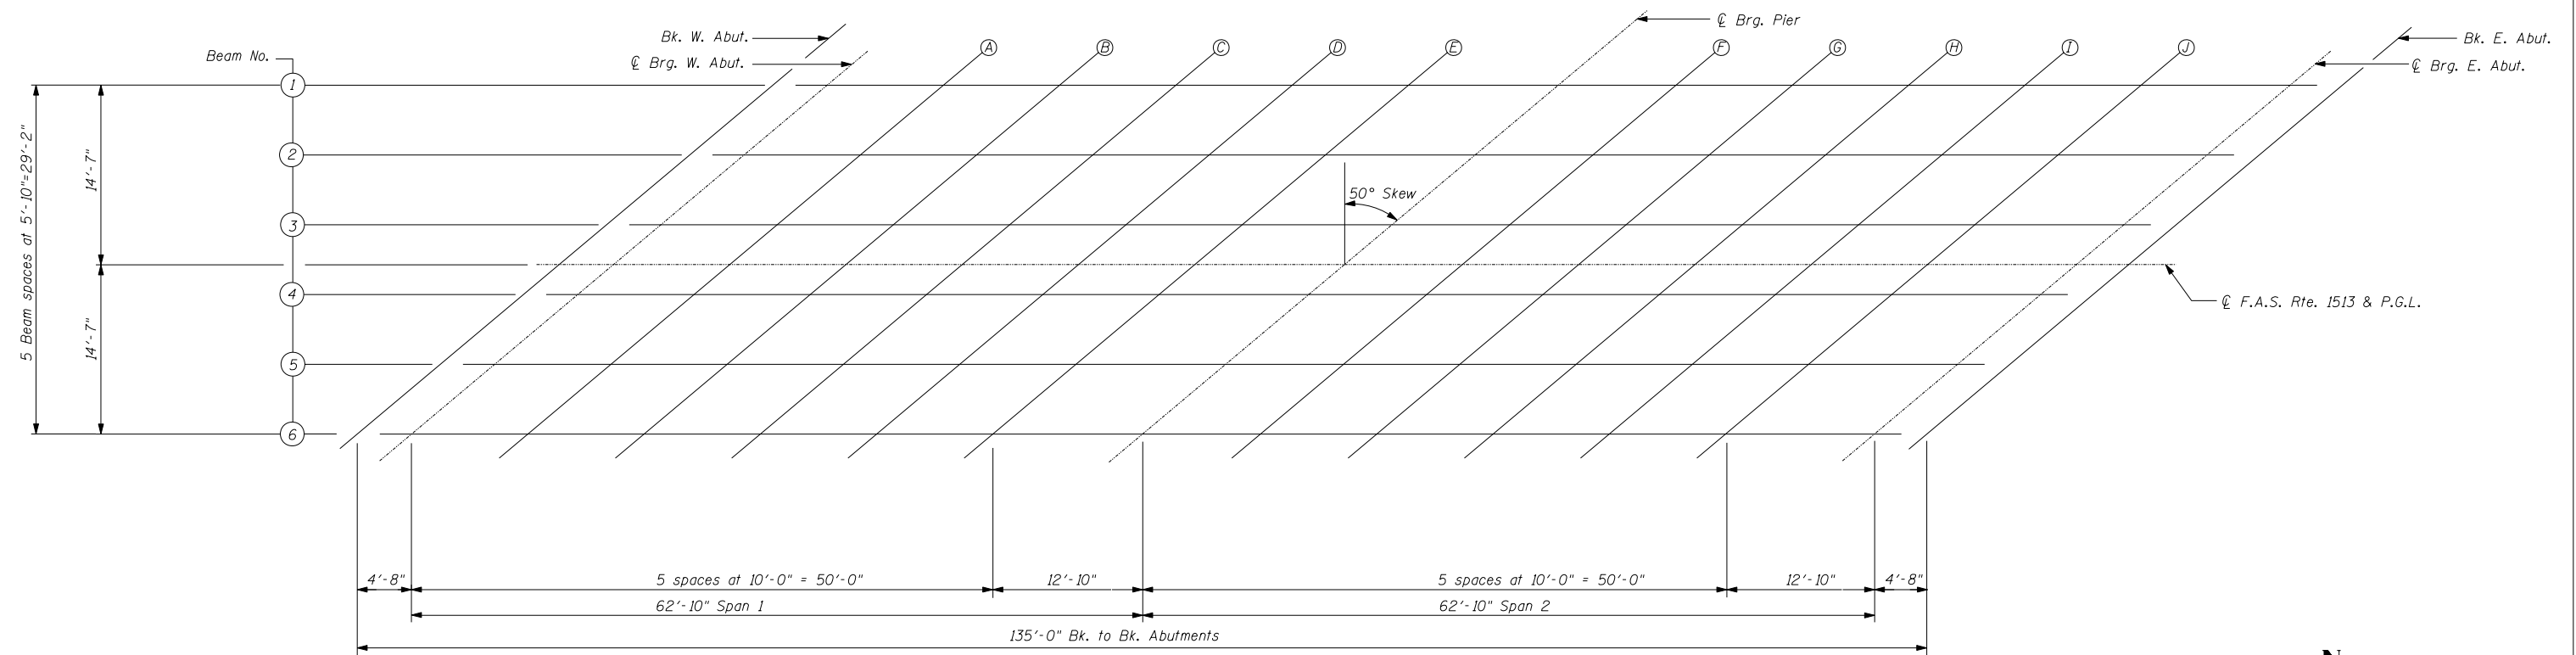 ℄ Brg. Pier
Bk. W. Abut.
℄ Brg. W. Abut.
Bk. E. Abut.
℄ Brg. E. Abut.
A B C D E F G H I J
Beam No.
1
2
3
4
5
6
5 Beam spaces at 5'-10"=29'-2"
14'-7"
14'-7"
50° Skew
℄ F.A.S. Rte. 1513 & P.G.L.
4'-8" 5 spaces at 10'-0" = 50'-0" 12'-10" 5 spaces at 10'-0" = 50'-0" 12'-10" 4'-8"
62'-10" Span 1 62'-10" Span 2
135'-0" Bk. to Bk. Abutments
N